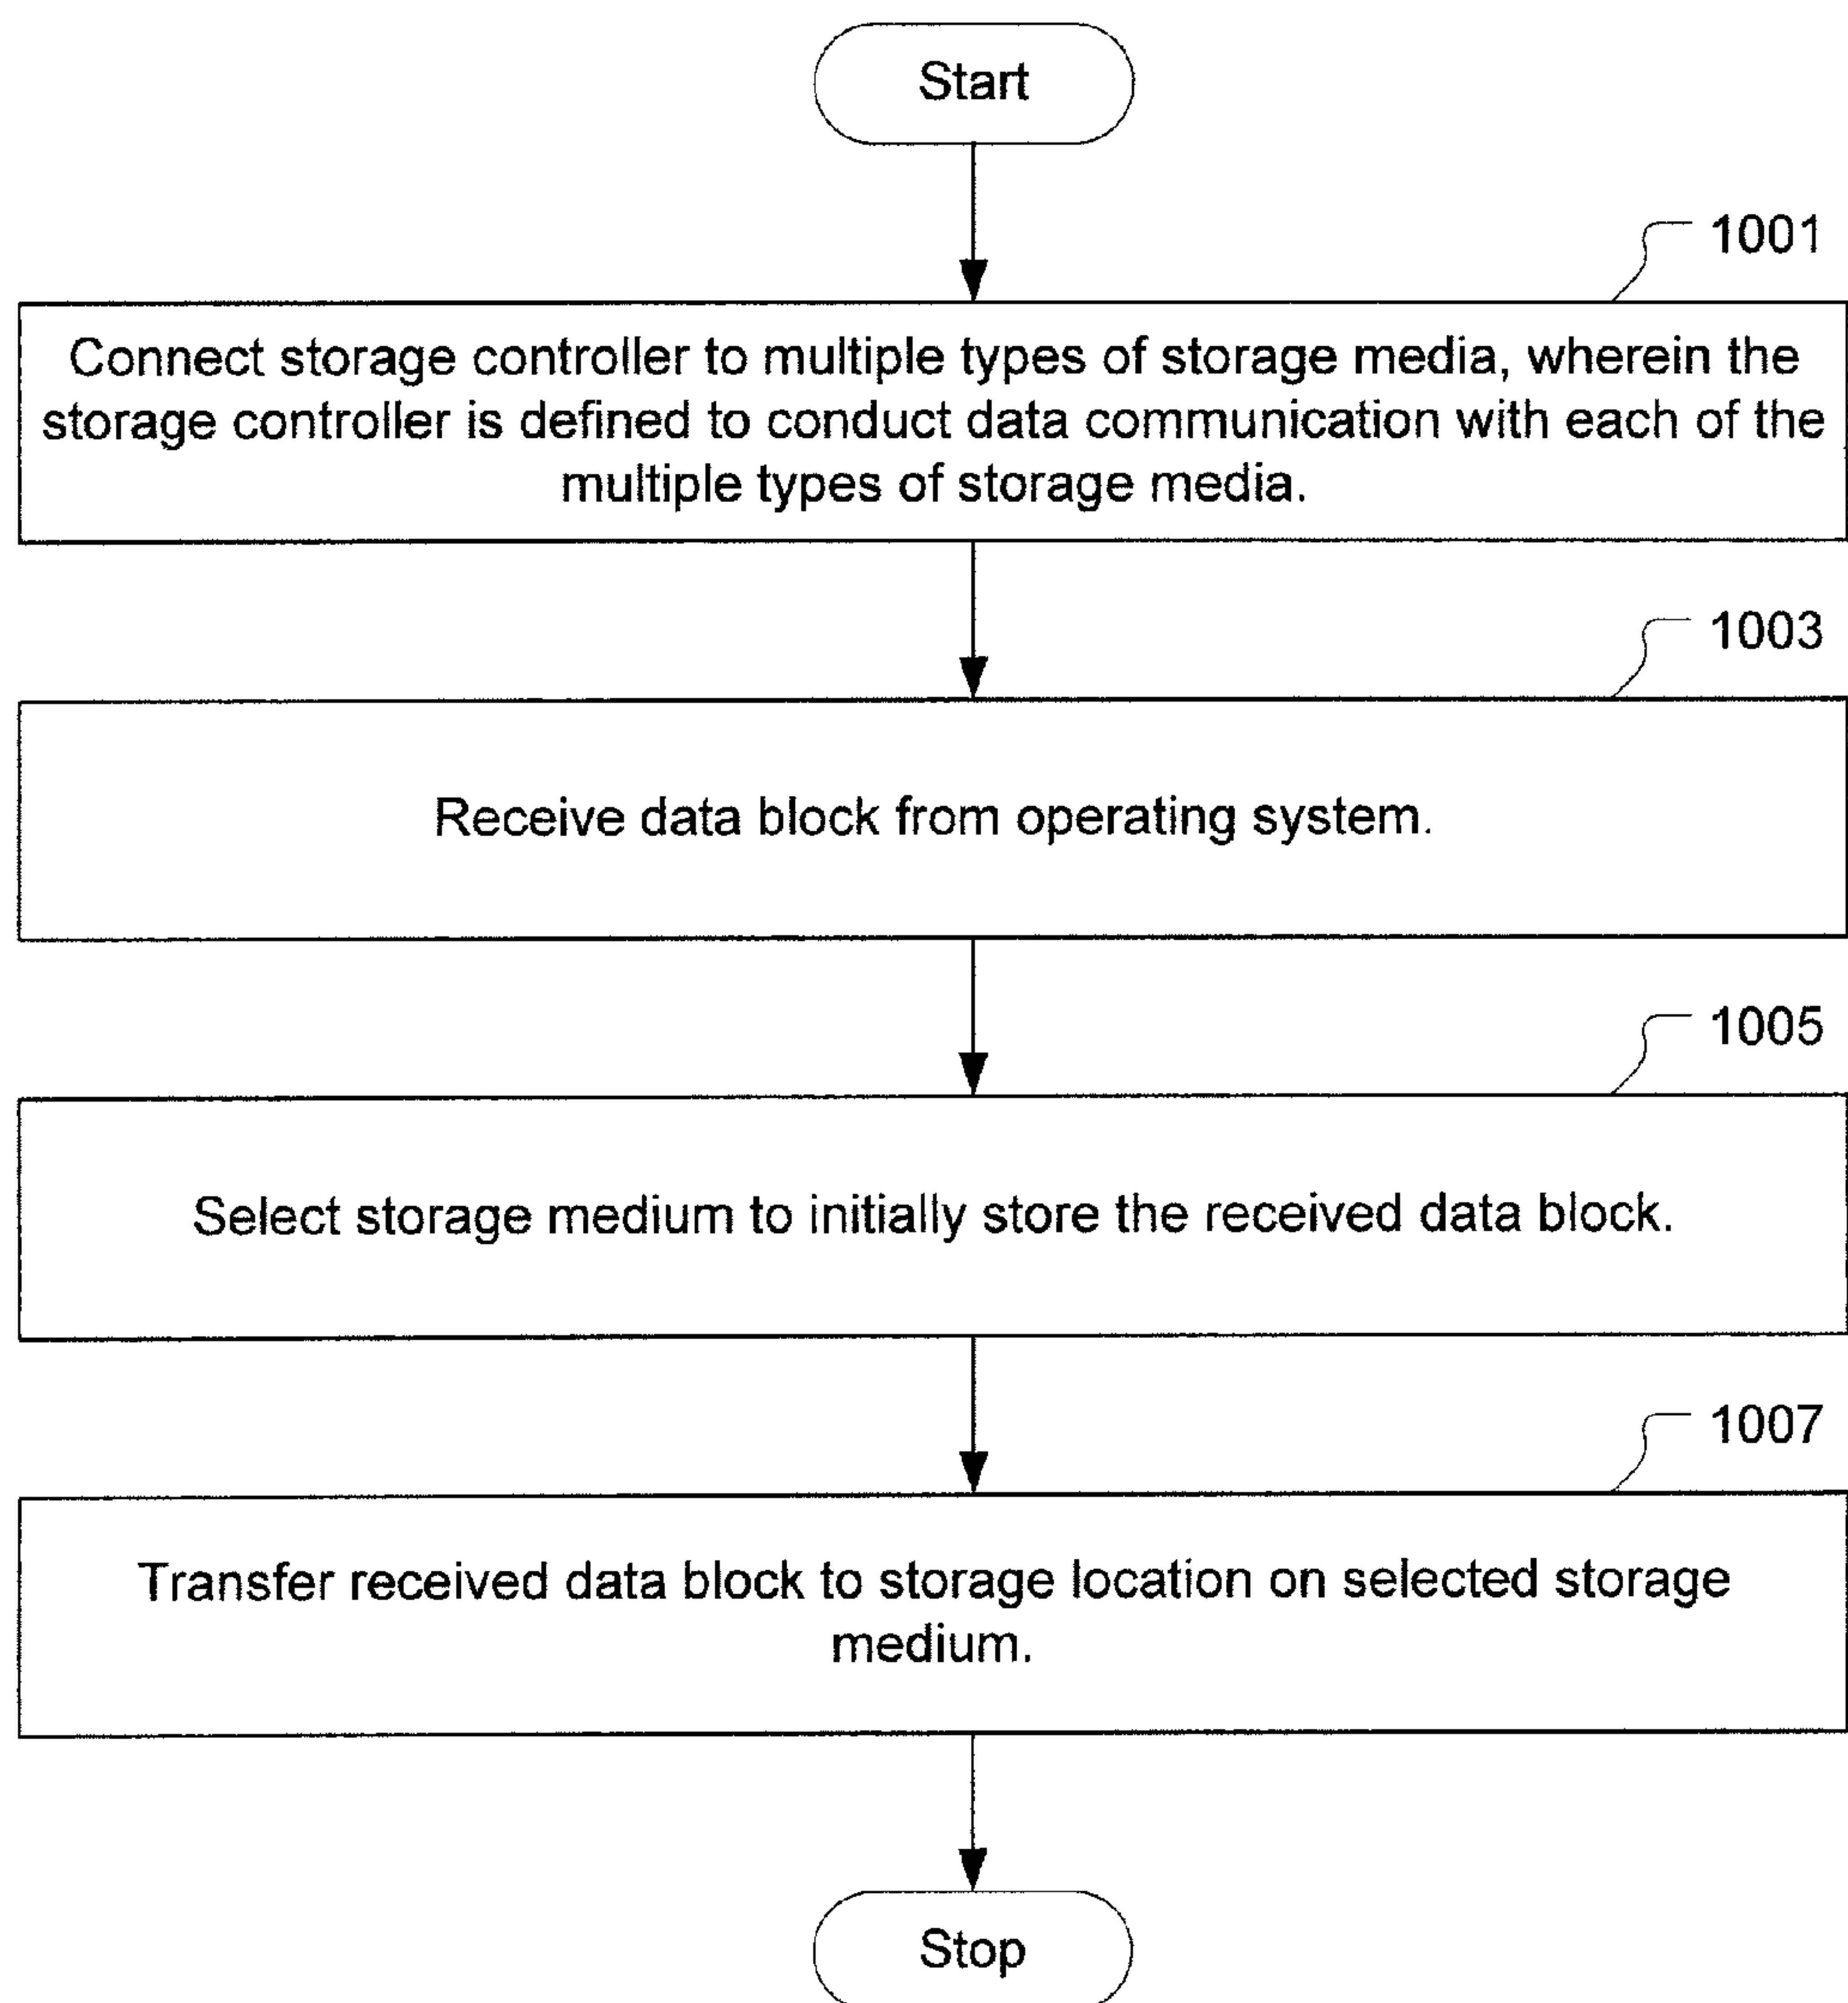 Start
1001
Connect storage controller to multiple types of storage media, wherein the
storage controller is defined to conduct data communication with each of the
multiple types of storage media.
1003
Receive data block from operating system.
1005
Select storage medium to initially store the received data block.
1007
Transfer received data block to storage location on selected storage
medium.
Stop